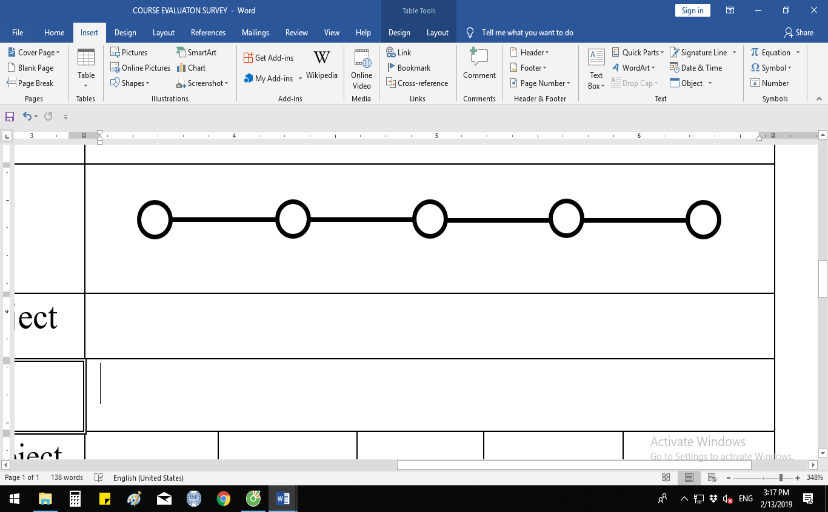 COURSE EVALUATON SURVEY - Word
Table Tools
Sign in
File Home Insert Design Layout References Mailings Review View Help Design Layout Tell me what you want to do Share
Cover Page
Blank Page
Page Break
Pages
Table
Tables
Pictures
Online Pictures
Shapes
SmartArt
Chart
Screenshot
Illustrations
Get Add-ins
My Add-ins
W
Wikipedia
Add-ins
Online
Video
Media
Link
Bookmark
Cross-reference
Links
Comment
Comments
Header
Footer
Page Number
Header & Footer
Text
Box
Quick Parts
WordArt
Drop Cap
Signature Line
Date & Time
Object
Text
π Equation
Ω Symbol
Number
Symbols
3 4 5 6
ect
ject
Activate Windows
Go to Settings to activate Windows.
Page 1 of 1 138 words English (United States) 348%
ENG
3:17 PM
2/13/2019